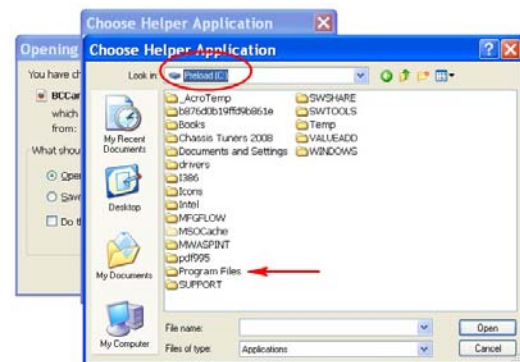 Choose Helper Application
Opening
Choose Helper Application
You have ch
BCCar
which
from:
What shou
Open
Save
Do t
Look in:
Preload (C:)
My Recent
Documents
Desktop
My Documents
My Computer
_AcroTemp
b876d0b19ffd9b861e
Books
Chassis Tuners 2008
Documents and Settings
drivers
I386
Icons
Intel
MFGFLOW
MSOCache
MWASPINT
pdf995
Program Files
SUPPORT
SWSHARE
SWTOOLS
Temp
VALUEADD
WINDOWS
File name:
Open
Files of type:
Applications
Cancel